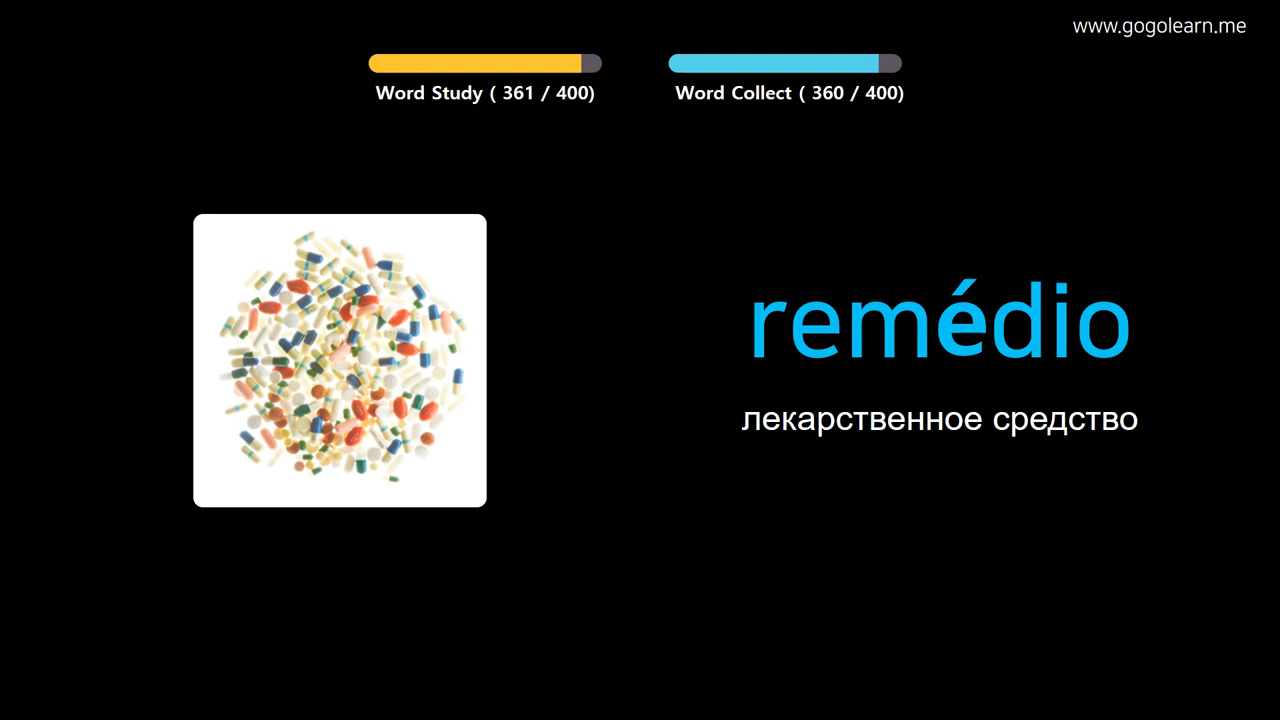 www.gogolearn.me
Word Study ( 361 / 400)
Word Collect ( 360 / 400)
remédio
лекарственное средство